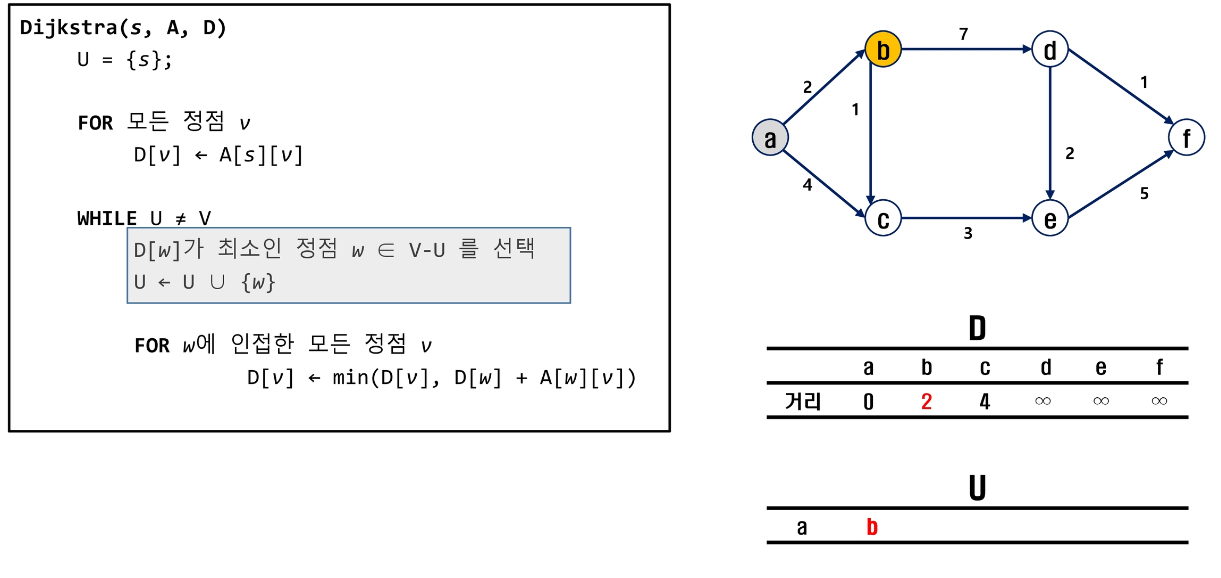 Dijkstra(s, A, D)
U = {s};
FOR 모든 정점 v
D[v] ← A[s][v]
WHILE U ≠ V
D[w]가 최소인 정점 w ∈ V-U 를 선택
U ← U ∪ {w}
FOR w에 인접한 모든 정점 v
D[v] ← min(D[v], D[w] + A[w][v])
b 7 d
2 1 1
a 2 f
4 5
c 3 e
D
a b c d e f
거리 0 2 4 ∞ ∞ ∞
U
a b